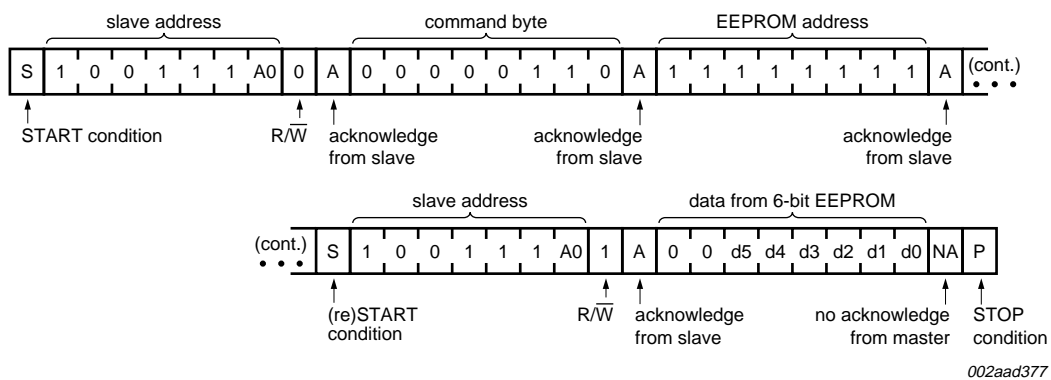 slave address command byte EEPROM address
S 1 0 0 1 1 1 A0 0 A 0 0 0 0 0 1 1 0 A 1 1 1 1 1 1 1 1 A (cont.)
START condition R/W̅ acknowledge from slave acknowledge from slave acknowledge from slave
slave address data from 6-bit EEPROM
(cont.) S 1 0 0 1 1 1 A0 1 A 0 0 d5 d4 d3 d2 d1 d0 NA P
(re)START condition R/W̅ acknowledge from slave no acknowledge from master STOP condition
002aad377